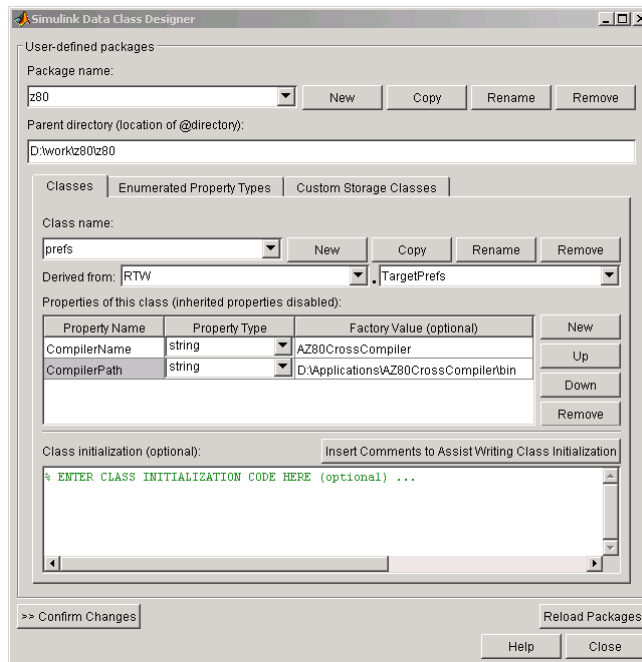 Simulink Data Class Designer
User-defined packages
Package name:
z80 New Copy Rename Remove
Parent directory (location of @directory):
D:\work\z80\z80
Classes Enumerated Property Types Custom Storage Classes
Class name:
prefs New Copy Rename Remove
Derived from: RTW . TargetPrefs
Properties of this class (inherited properties disabled):
Property Name Property Type Factory Value (optional) New
CompilerName string AZ80CrossCompiler Up
CompilerPath string D:\Applications\AZ80CrossCompiler\bin Down
Remove
Class initialization (optional): Insert Comments to Assist Writing Class Initialization
% ENTER CLASS INITIALIZATION CODE HERE (optional) ...
>> Confirm Changes Reload Packages
Help Close